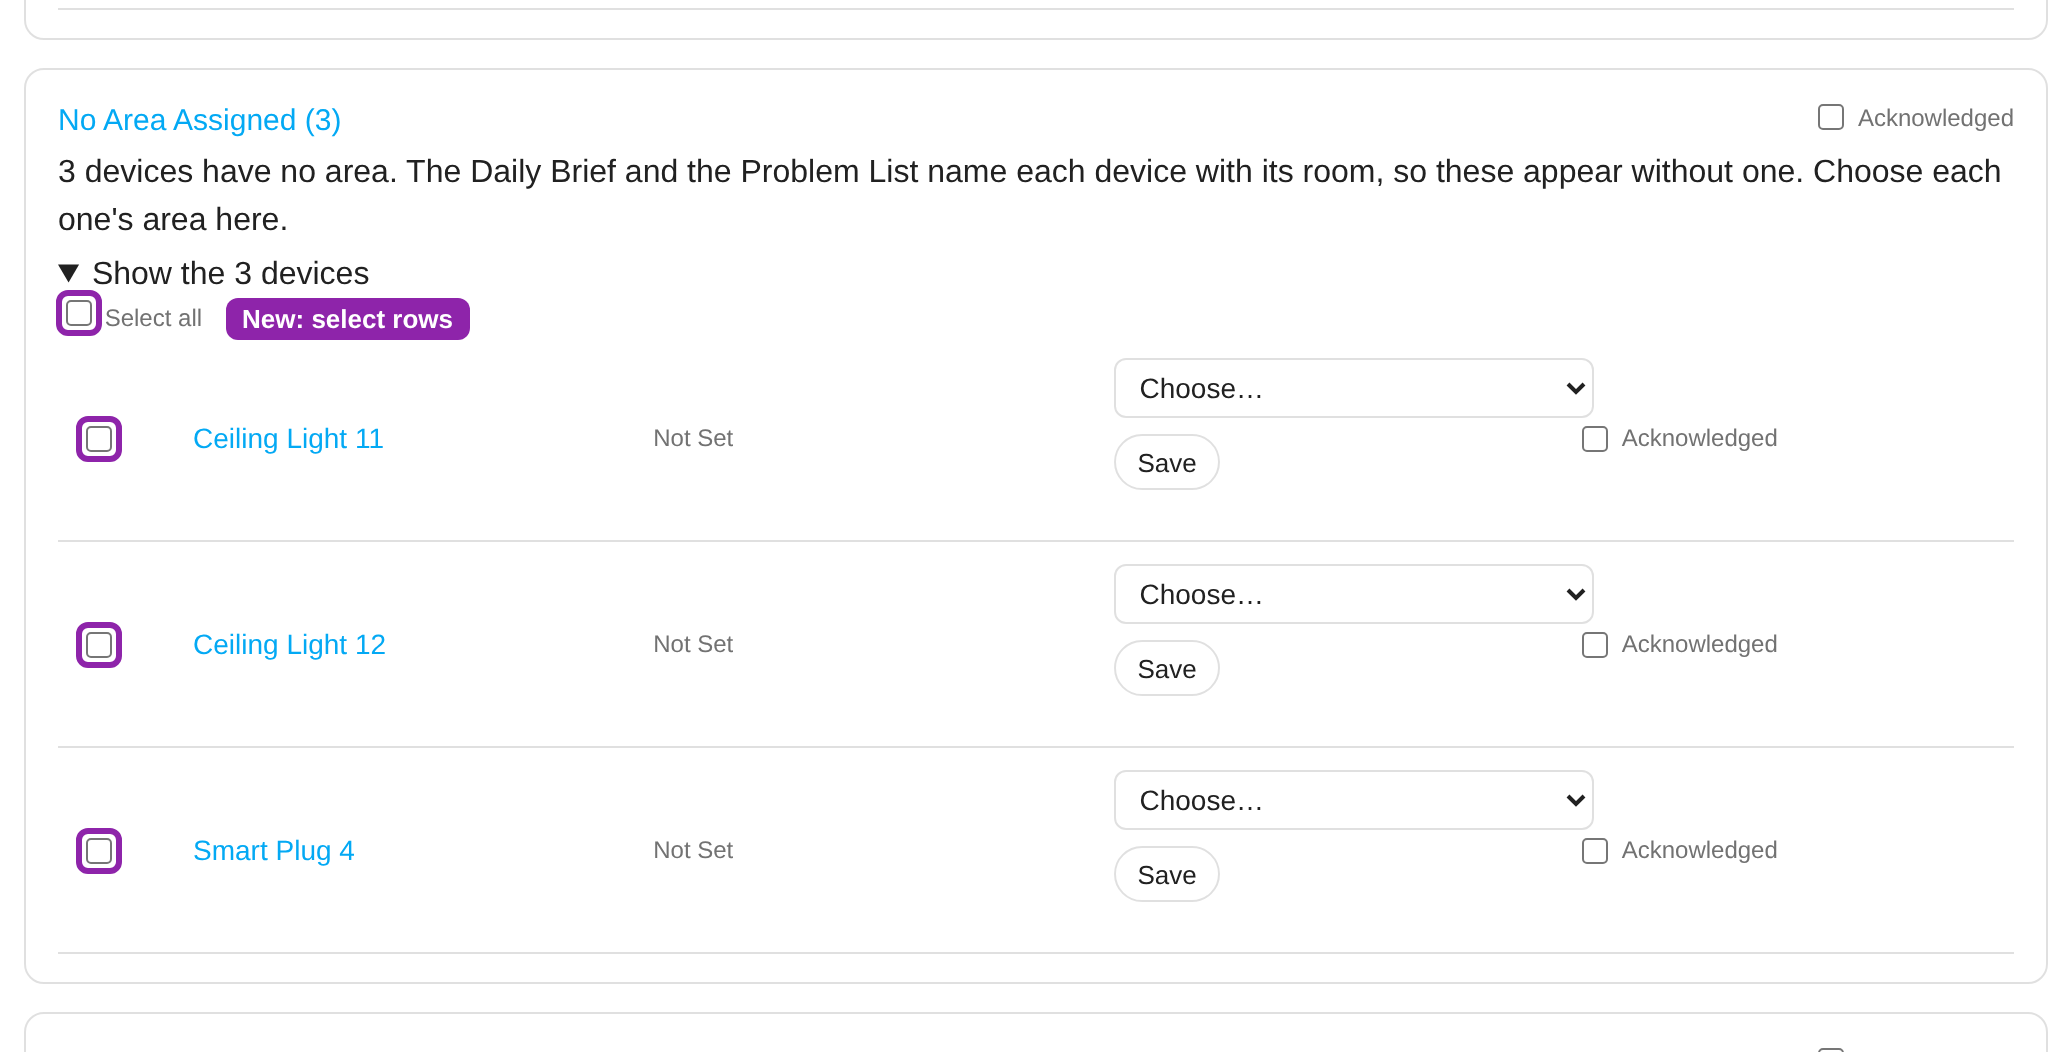 No Area Assigned (3)
Acknowledged
3 devices have no area. The Daily Brief and the Problem List name each device with its room, so these appear without one. Choose each
one's area here.
Show the 3 devices
Select all
New: select rows
Ceiling Light 11
Not Set
Choose…
Save
Acknowledged
Ceiling Light 12
Not Set
Choose…
Save
Acknowledged
Smart Plug 4
Not Set
Choose…
Save
Acknowledged